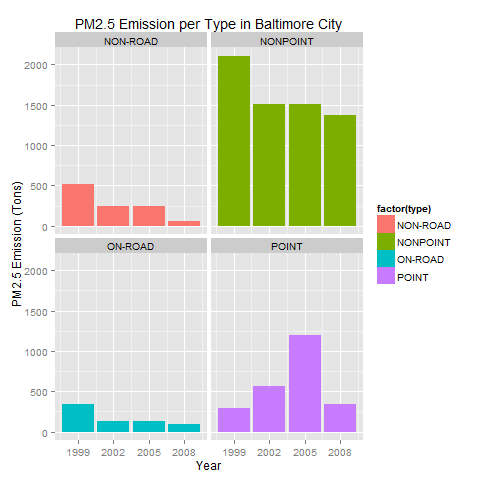 PM2.5 Emission per Type in Baltimore City
NON-ROAD
NONPOINT
2000
1500
1000
500
0
ON-ROAD
POINT
2000
1500
1000
500
0
1999 2002 2005 2008
1999 2002 2005 2008
Year
PM2.5 Emission (Tons)
factor(type)
NON-ROAD
NONPOINT
ON-ROAD
POINT